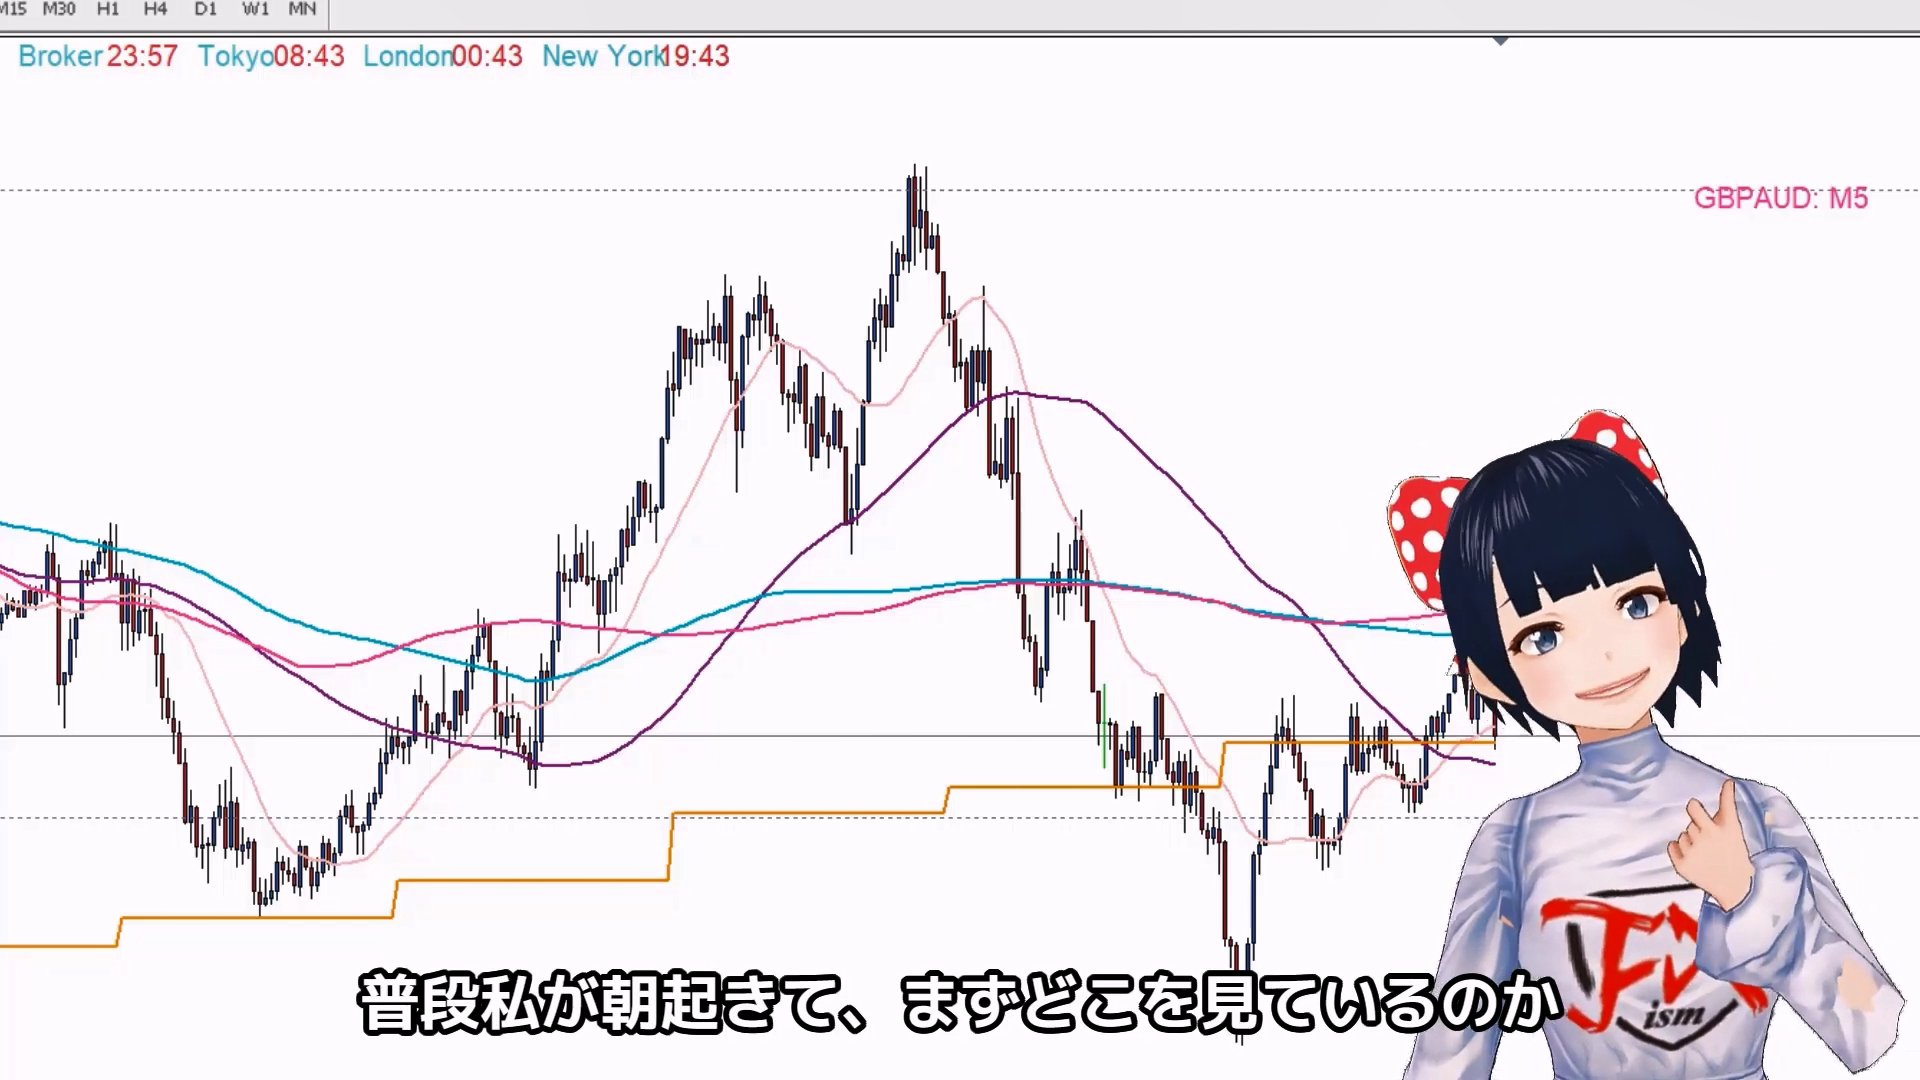 M15 M30 H1 H4 D1 W1 MN
Broker 23:57 Tokyo 08:43 London 00:43 New York 19:43
GBPAUD: M5
普段私が朝起きて、まずどこを見ているのか
ism